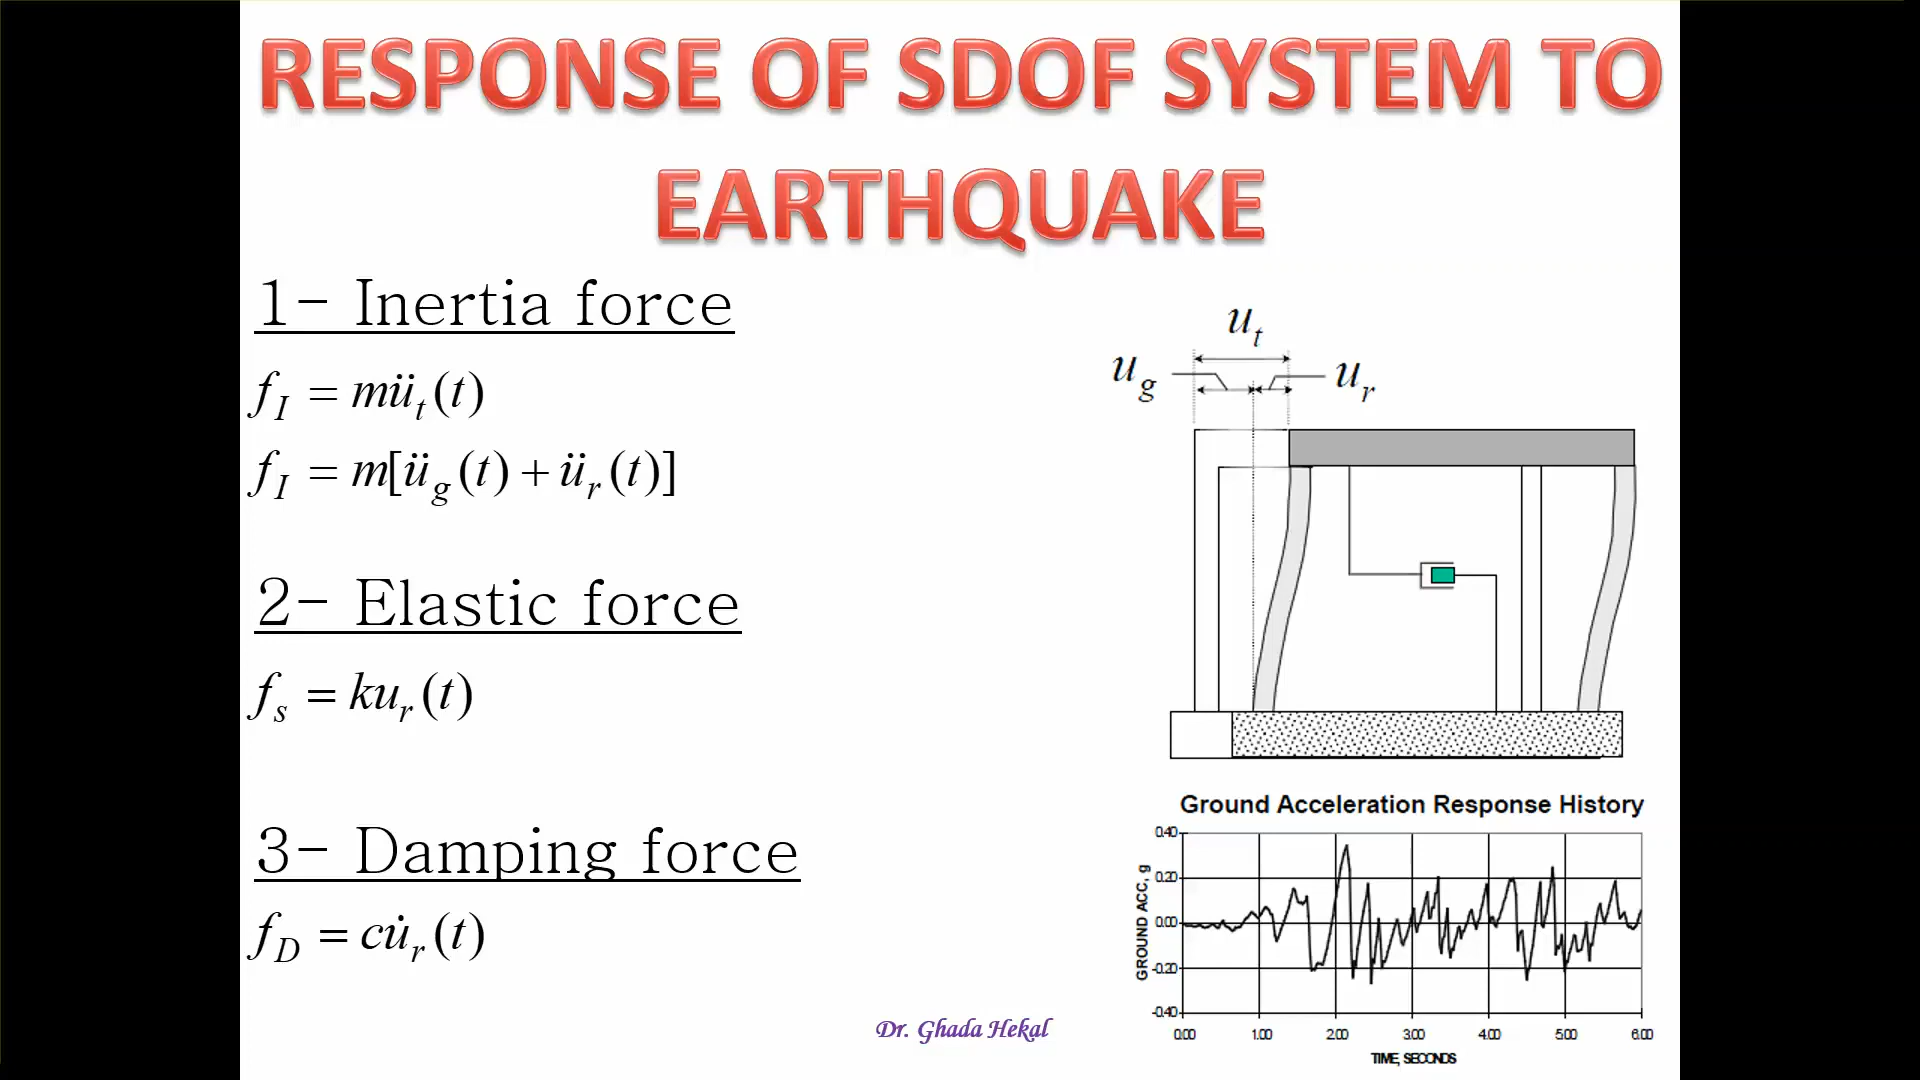 RESPONSE OF SDOF SYSTEM TO
EARTHQUAKE
1- Inertia force
f_I = mü_t(t)
f_I = m[ü_g(t) + ü_r(t)]
2- Elastic force
f_s = ku_r(t)
3- Damping force
f_D = cu̇_r(t)
u_t
u_g
u_r
Ground Acceleration Response History
GROUND ACC, g
0.40
0.20
0.00
-0.20
-0.40
0.00 1.00 2.00 3.00 4.00 5.00 6.00
TIME, SECONDS
Dr. Ghada Hekal